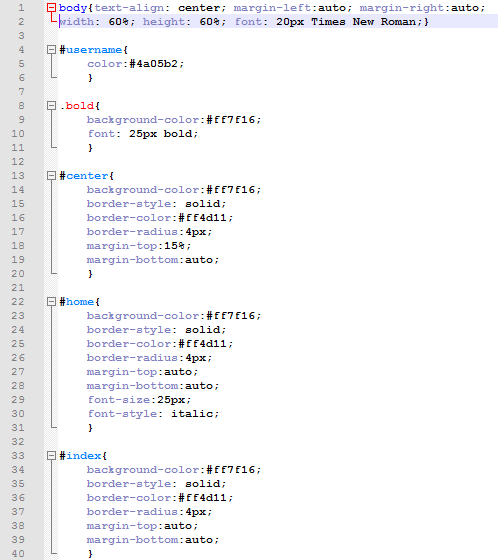 1 body{text-align: center; margin-left:auto; margin-right:auto;
2 width: 60%; height: 60%; font: 20px Times New Roman;}
3
4 #username{
5 color:#4a05b2;
6 }
7
8 .bold{
9 background-color:#ff7f16;
10 font: 25px bold;
11 }
12
13 #center{
14 background-color:#ff7f16;
15 border-style: solid;
16 border-color:#ff4d11;
17 border-radius:4px;
18 margin-top:15%;
19 margin-bottom:auto;
20 }
21
22 #home{
23 background-color:#ff7f16;
24 border-style: solid;
25 border-color:#ff4d11;
26 border-radius:4px;
27 margin-top:auto;
28 margin-bottom:auto;
29 font-size:25px;
30 font-style: italic;
31 }
32
33 #index{
34 background-color:#ff7f16;
35 border-style: solid;
36 border-color:#ff4d11;
37 border-radius:4px;
38 margin-top:auto;
39 margin-bottom:auto;
40 }